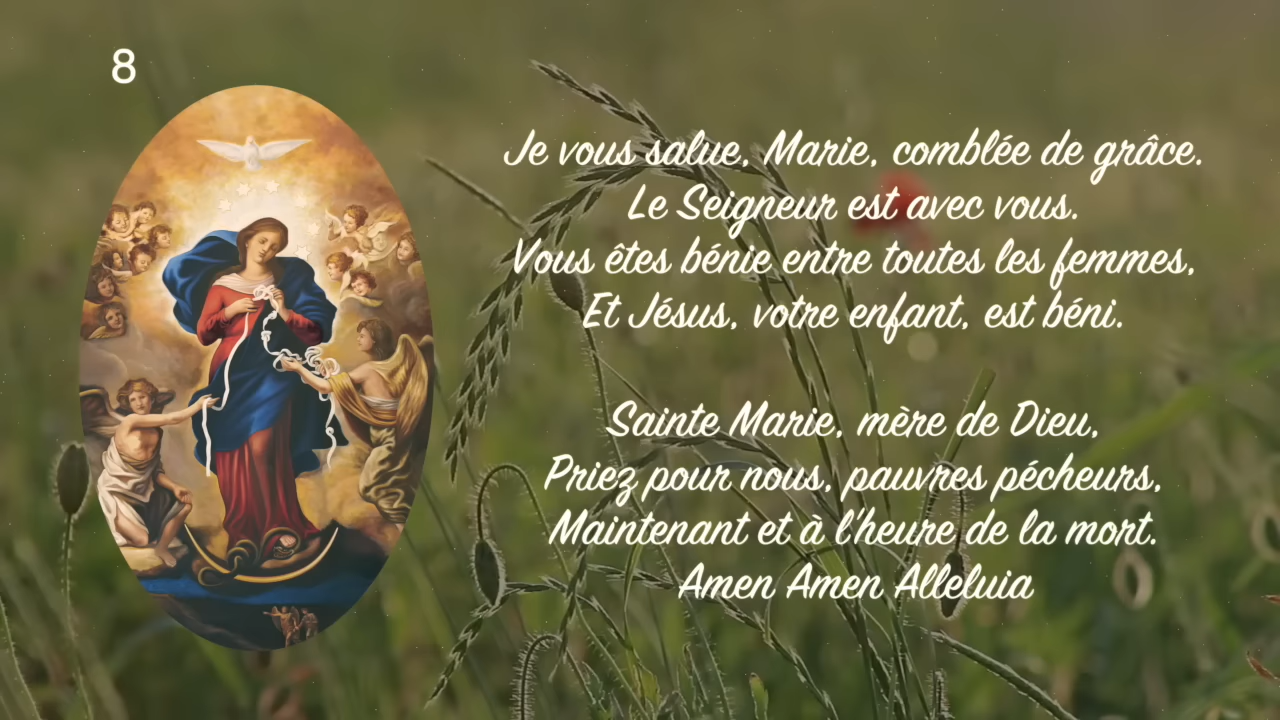 8
Je vous salue, Marie, comblée de grâce.
Le Seigneur est avec vous.
Vous êtes bénie entre toutes les femmes,
Et Jésus, votre enfant, est béni.
Sainte Marie, mère de Dieu,
Priez pour nous, pauvres pécheurs,
Maintenant et à l'heure de la mort.
Amen Amen Alleluia